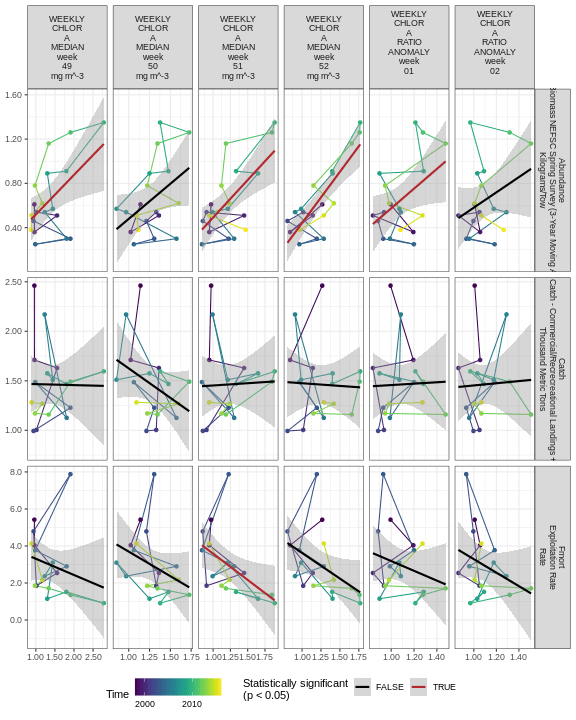 WEEKLY
CHLOR
A
MEDIAN
week
49
mg m^-3
WEEKLY
CHLOR
A
MEDIAN
week
50
mg m^-3
WEEKLY
CHLOR
A
MEDIAN
week
51
mg m^-3
WEEKLY
CHLOR
A
MEDIAN
week
52
mg m^-3
WEEKLY
CHLOR
A
RATIO
ANOMALY
week
01
WEEKLY
CHLOR
A
RATIO
ANOMALY
week
02
1.60
1.20
0.80
0.40
Abundance
Biomass NEFSC Spring Survey (3-Year Moving A
Kilograms/Tow
2.50
2.00
1.50
1.00
Catch
Catch - Commercial/Recreational Landings +
Thousand Metric Tons
8.0
6.0
4.0
2.0
0.0
Fmort
Exploitation Rate
Rate
1.00 1.50 2.00 2.50
1.00 1.25 1.50 1.75
1.00 1.25 1.50 1.75
1.00 1.25 1.50 1.75
1.00 1.20 1.40
1.00 1.20 1.40
Time
2000 2010
Statistically significant
(p < 0.05)
FALSE
TRUE